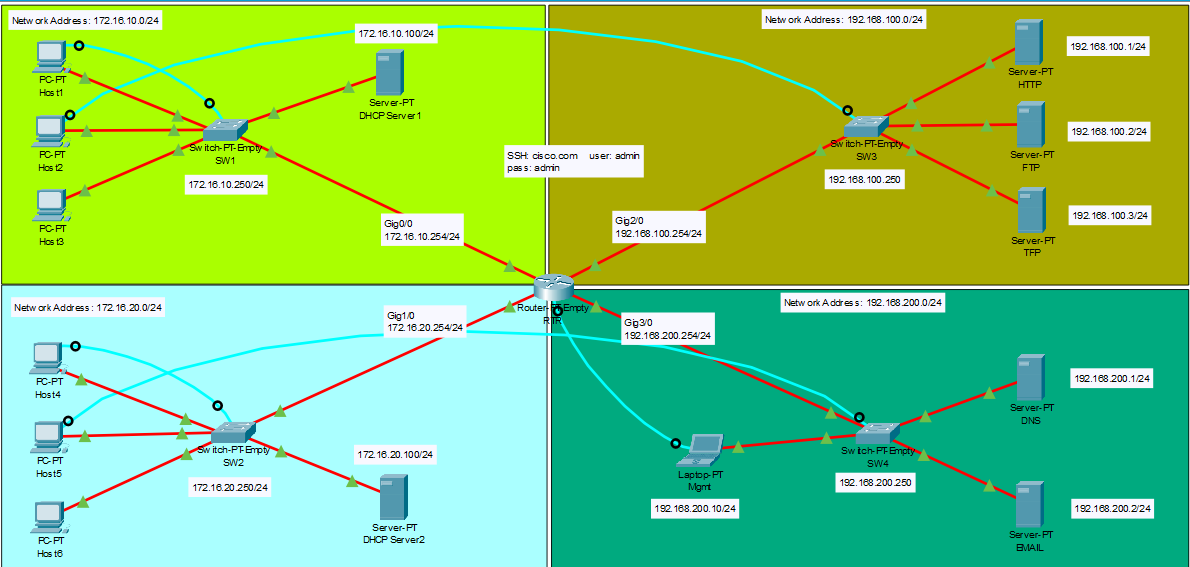 Network Address: 172.16.10.0/24
PC-PT
Host1
PC-PT
Host2
PC-PT
Host3
172.16.10.100/24
Server-PT
DHCP Server1
Switch-PT-Empty
SW1
172.16.10.250/24
Gig0/0
172.16.10.254/24
Network Address: 192.168.100.0/24
192.168.100.1/24
Server-PT
HTTP
192.168.100.2/24
Server-PT
FTP
192.168.100.3/24
Server-PT
TFP
Switch-PT-Empty
SW3
192.168.100.250
SSH: cisco.com user: admin
pass: admin
Gig2/0
192.168.100.254/24
Router-PT-Empty
RTR
Network Address: 172.16.20.0/24
Gig1/0
172.16.20.254/24
PC-PT
Host4
PC-PT
Host5
PC-PT
Host6
Switch-PT-Empty
SW2
172.16.20.250/24
172.16.20.100/24
Server-PT
DHCP Server2
Network Address: 192.168.200.0/24
Gig3/0
192.168.200.254/24
192.168.200.1/24
Server-PT
DNS
Switch-PT-Empty
SW4
192.168.200.250
Laptop-PT
Mgmt
192.168.200.10/24
192.168.200.2/24
Server-PT
EMAIL